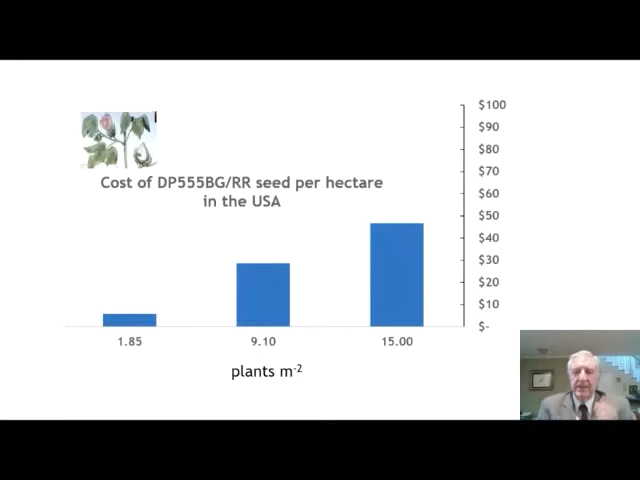 Cost of DP555BG/RR seed per hectare
in the USA
$100
$90
$80
$70
$60
$50
$40
$30
$20
$10
$-
1.85 9.10 15.00
plants m⁻²